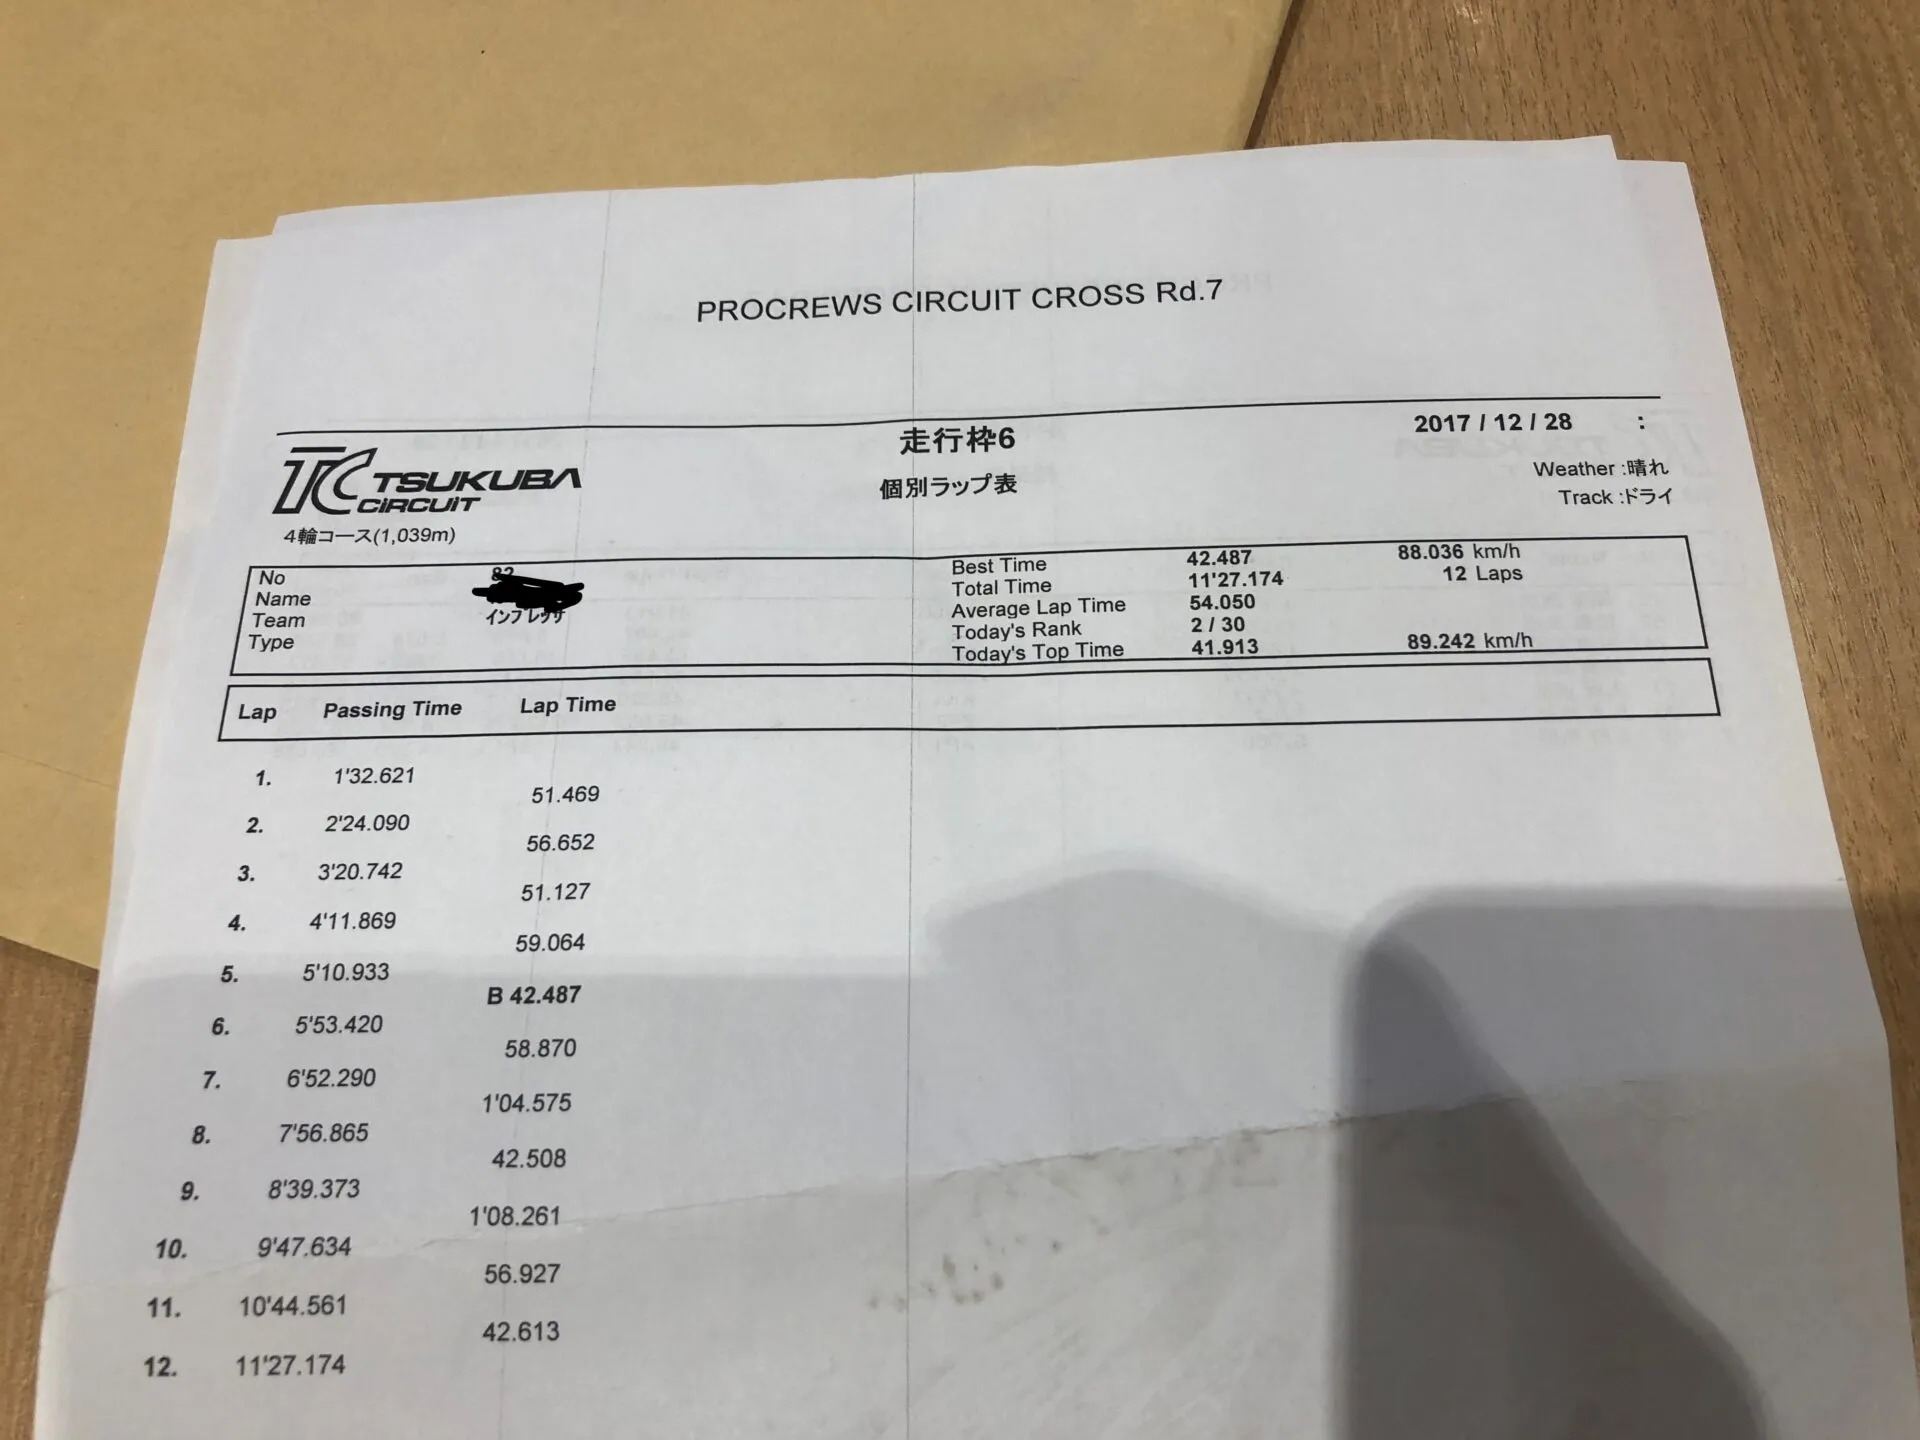 PROCREWS CIRCUIT CROSS Rd.7
走行枠6
2017 / 12 / 28 :
個別ラップ表
Weather :晴れ
Track :ドライ
TC TSUKUBA CIRCUIT
4輪コース(1,039m)
No
Name
Team インプレッサ
Type
Best Time 42.487 88.036 km/h
Total Time 11'27.174 12 Laps
Average Lap Time 54.050
Today's Rank 2 / 30
Today's Top Time 41.913 89.242 km/h
Lap Passing Time Lap Time
1. 1'32.621
51.469
2. 2'24.090
56.652
3. 3'20.742
51.127
4. 4'11.869
59.064
5. 5'10.933
B 42.487
6. 5'53.420
58.870
7. 6'52.290
1'04.575
8. 7'56.865
42.508
9. 8'39.373
1'08.261
10. 9'47.634
56.927
11. 10'44.561
42.613
12. 11'27.174